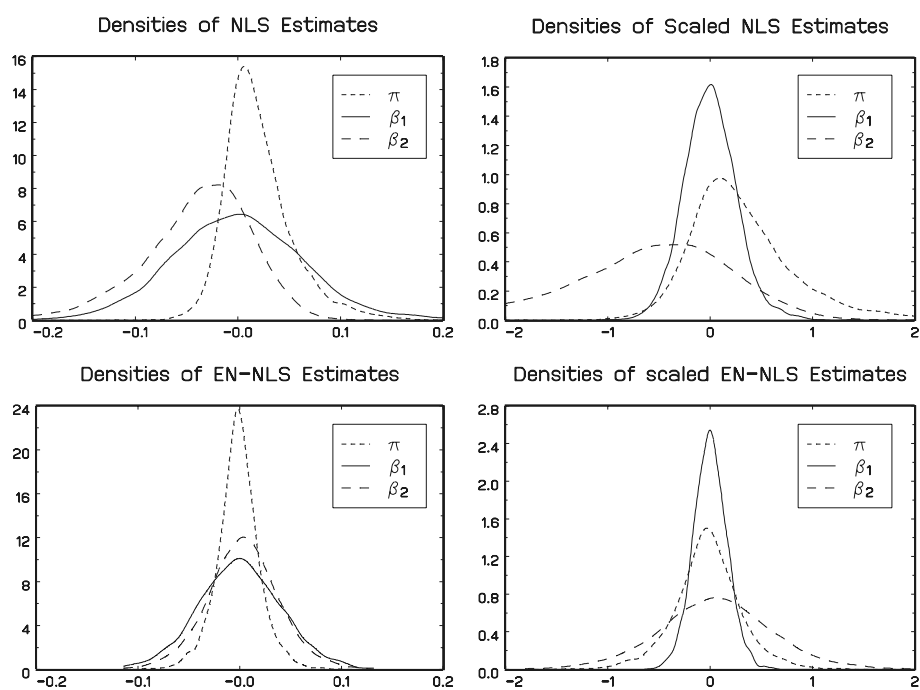 Densities of NLS Estimates
16
14
12
10
8
6
4
2
0
-0.2 -0.1 -0.0 0.1 0.2
π
β1
β2
Densities of Scaled NLS Estimates
1.8
1.6
1.4
1.2
1.0
0.8
0.6
0.4
0.2
0.0
-2 -1 0 1 2
π
β1
β2
Densities of EN-NLS Estimates
24
20
16
12
8
4
0
-0.2 -0.1 -0.0 0.1 0.2
π
β1
β2
Densities of scaled EN-NLS Estimates
2.8
2.4
2.0
1.6
1.2
0.8
0.4
0.0
-2 -1 0 1 2
π
β1
β2